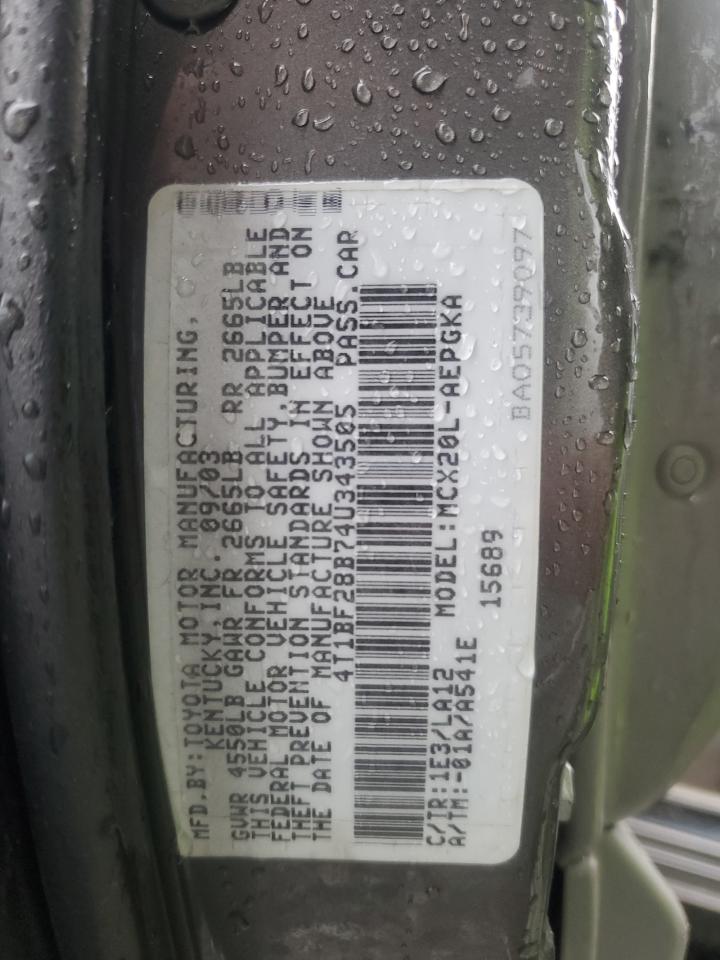 MFD.BY:TOYOTA MOTOR MANUFACTURING,
KENTUCKY,INC. 09/03
GVWR 4550LB GAWR FR 2665LB RR 2665LB
THIS VEHICLE CONFORMS TO ALL APPLICABLE
FEDERAL MOTOR VEHICLE SAFETY,BUMPER AND
THEFT PREVENTION STANDARDS IN EFFECT ON
THE DATE OF MANUFACTURE SHOWN ABOVE
4T1BF28B74U343505 PASS.CAR
C/TR:1E3/LA12 MODEL:MCX20L-AEPGKA
A/TM:-01A/A541E 15689
BA05739097